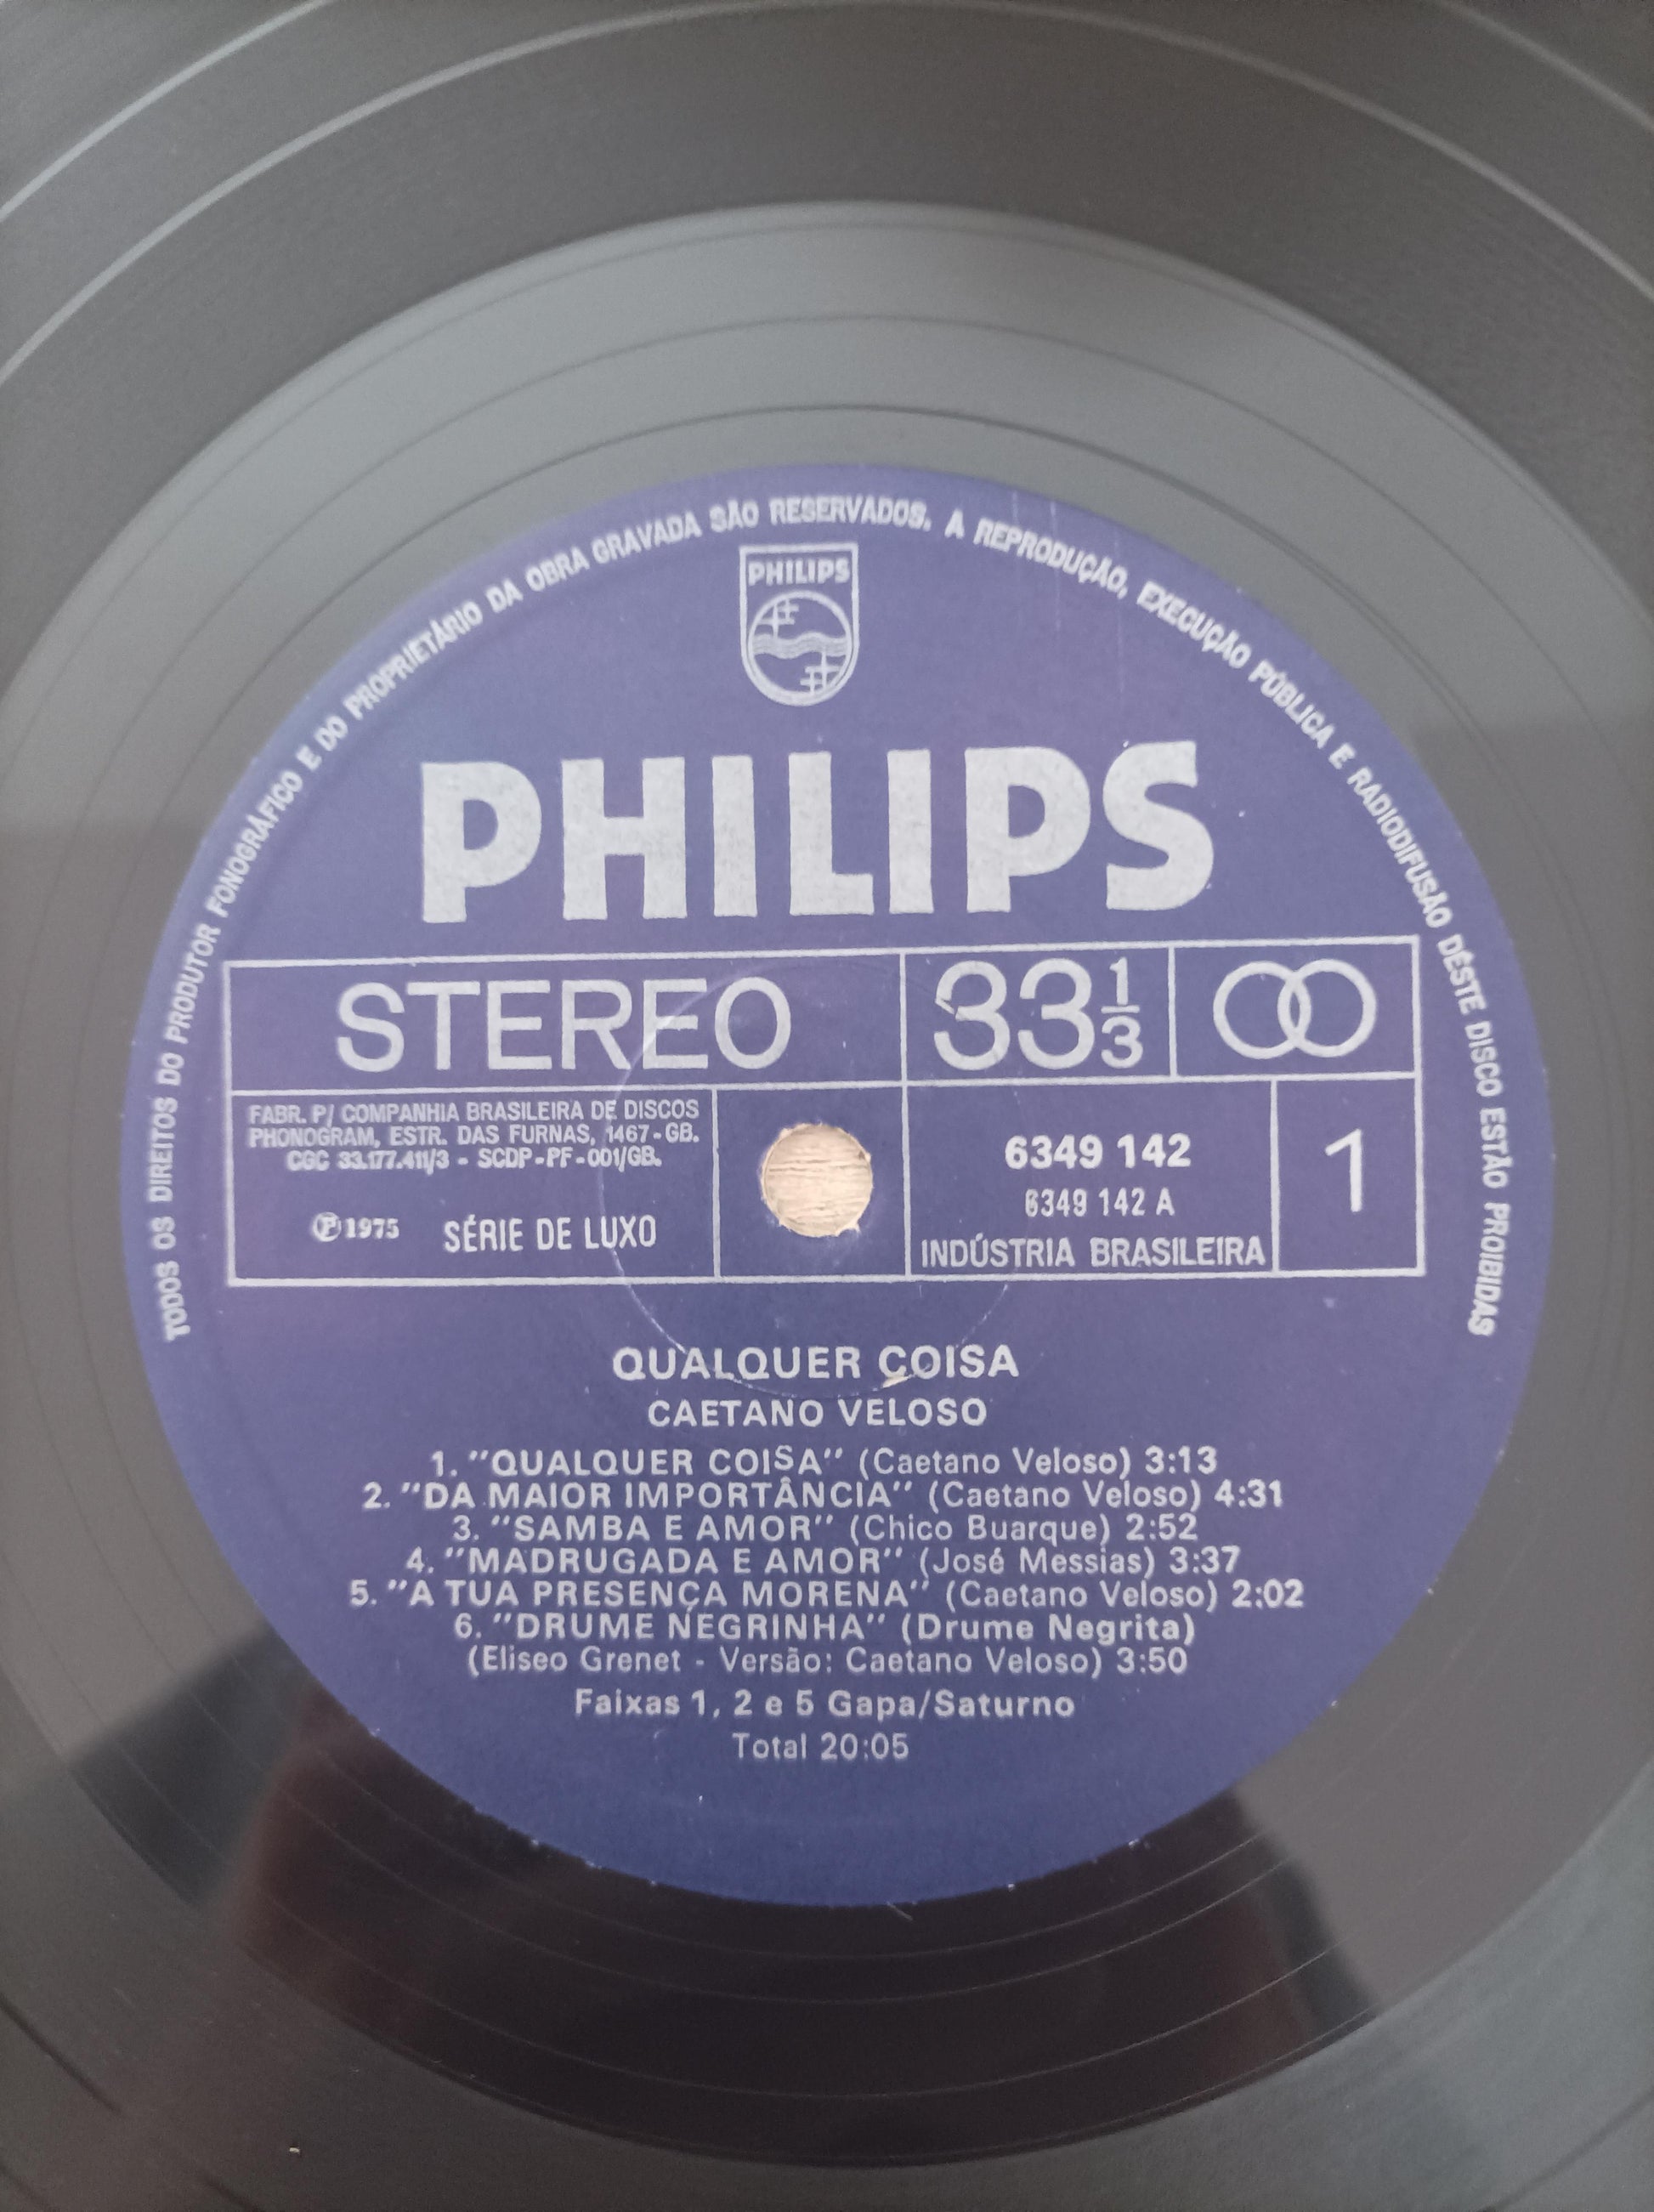 TODOS OS DIREITOS DO PRODUTOR FONOGRÁFICO E DO PROPRIETÁRIO DA OBRA GRAVADA SÃO RESERVADOS. A REPRODUÇÃO, EXECUÇÃO PÚBLICA E RADIODIFUSÃO DÊSTE DISCO ESTÃO PROIBIDAS
PHILIPS
PHILIPS
STEREO 33 1/3
FABR. P/ COMPANHIA BRASILEIRA DE DISCOS
PHONOGRAM, ESTR. DAS FURNAS, 1467-GB.
CGC 33.177.411/3 - SCDP-PF-001/GB.
Ⓟ1975 SÉRIE DE LUXO
6349 142
6349 142 A
INDÚSTRIA BRASILEIRA
1
QUALQUER COISA
CAETANO VELOSO
1. "QUALQUER COISA" (Caetano Veloso) 3:13
2. "DA MAIOR IMPORTÂNCIA" (Caetano Veloso) 4:31
3. "SAMBA E AMOR" (Chico Buarque) 2:52
4. "MADRUGADA E AMOR" (José Messias) 3:37
5. "A TUA PRESENÇA MORENA" (Caetano Veloso) 2:02
6. "DRUME NEGRINHA" (Drume Negrita)
(Eliseo Grenet - Versão: Caetano Veloso) 3:50
Faixas 1, 2 e 5 Gapa/Saturno
Total 20:05